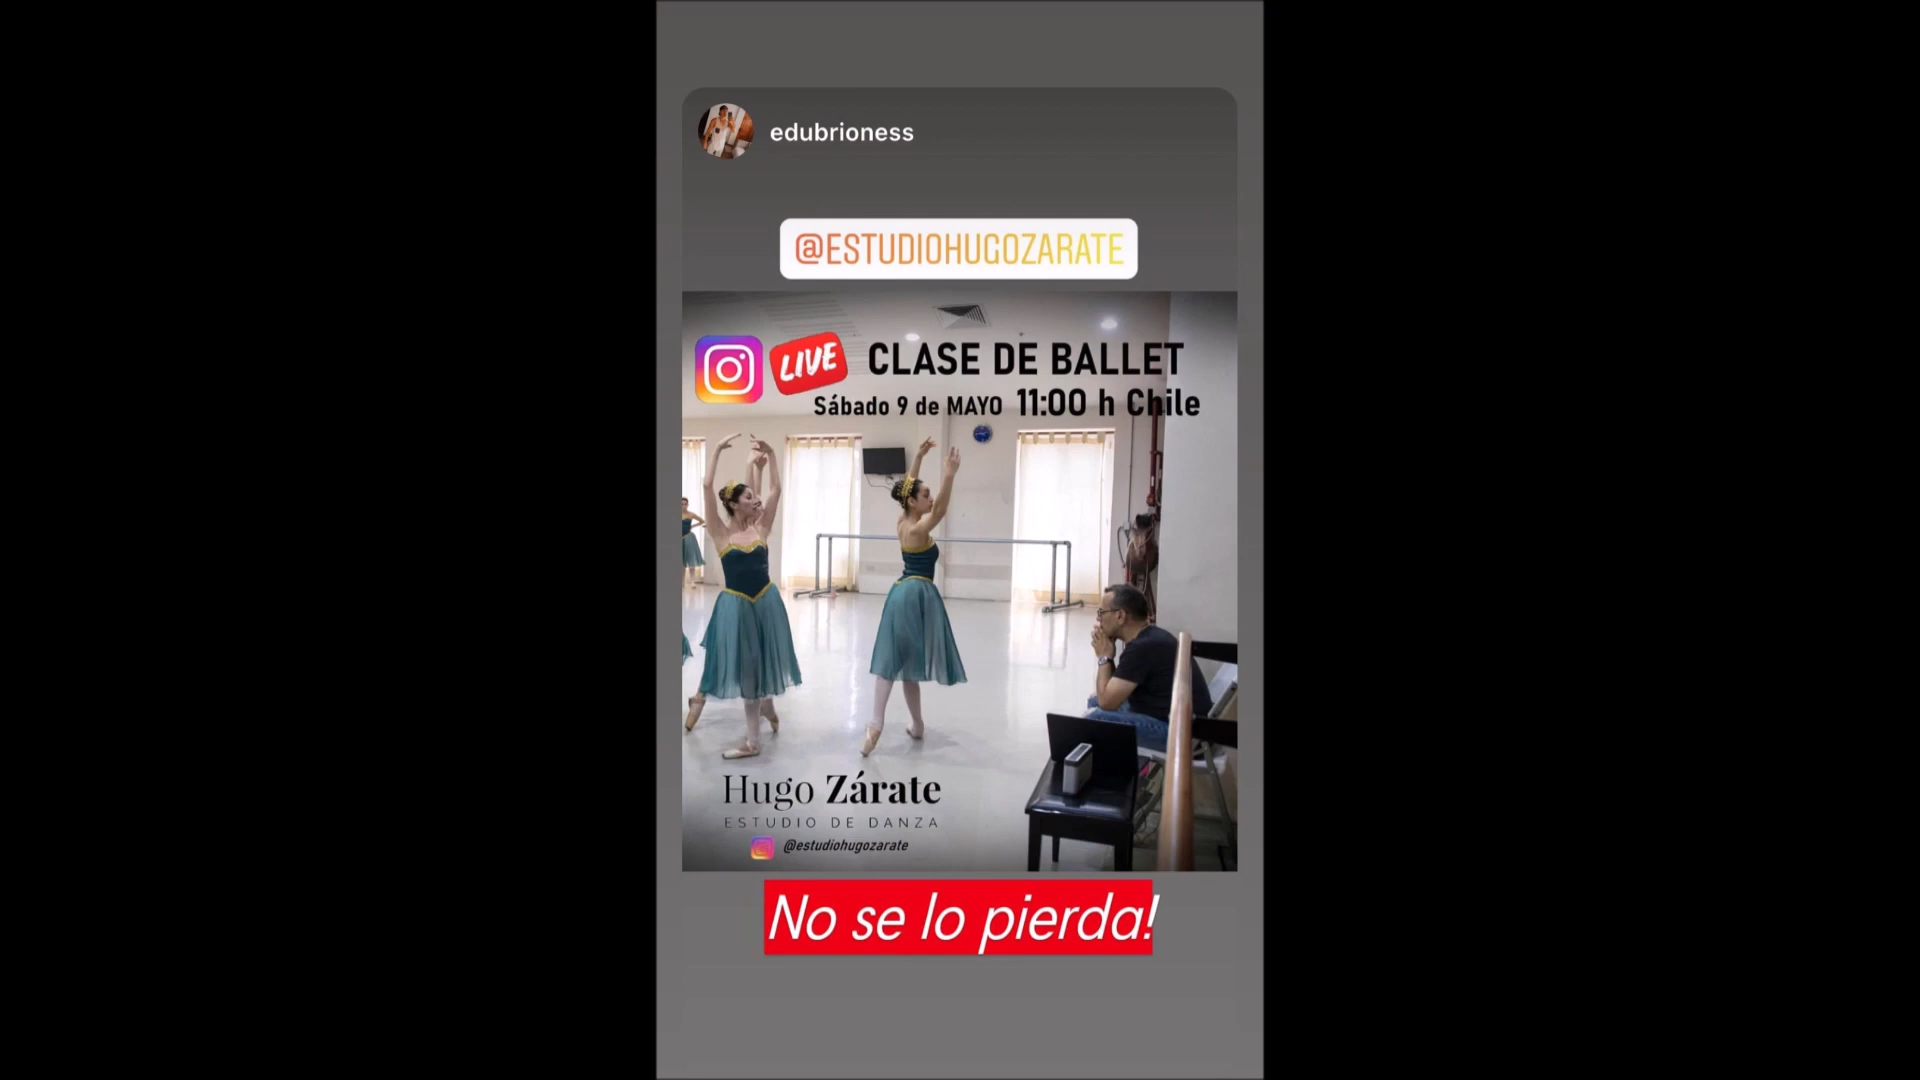 edubrioness
@ESTUDIOHUGOZARATE
LIVE CLASE DE BALLET
Sábado 9 de MAYO 11:00 h Chile
Hugo Zárate
ESTUDIO DE DANZA
@estudiohugozarate
No se lo pierda!